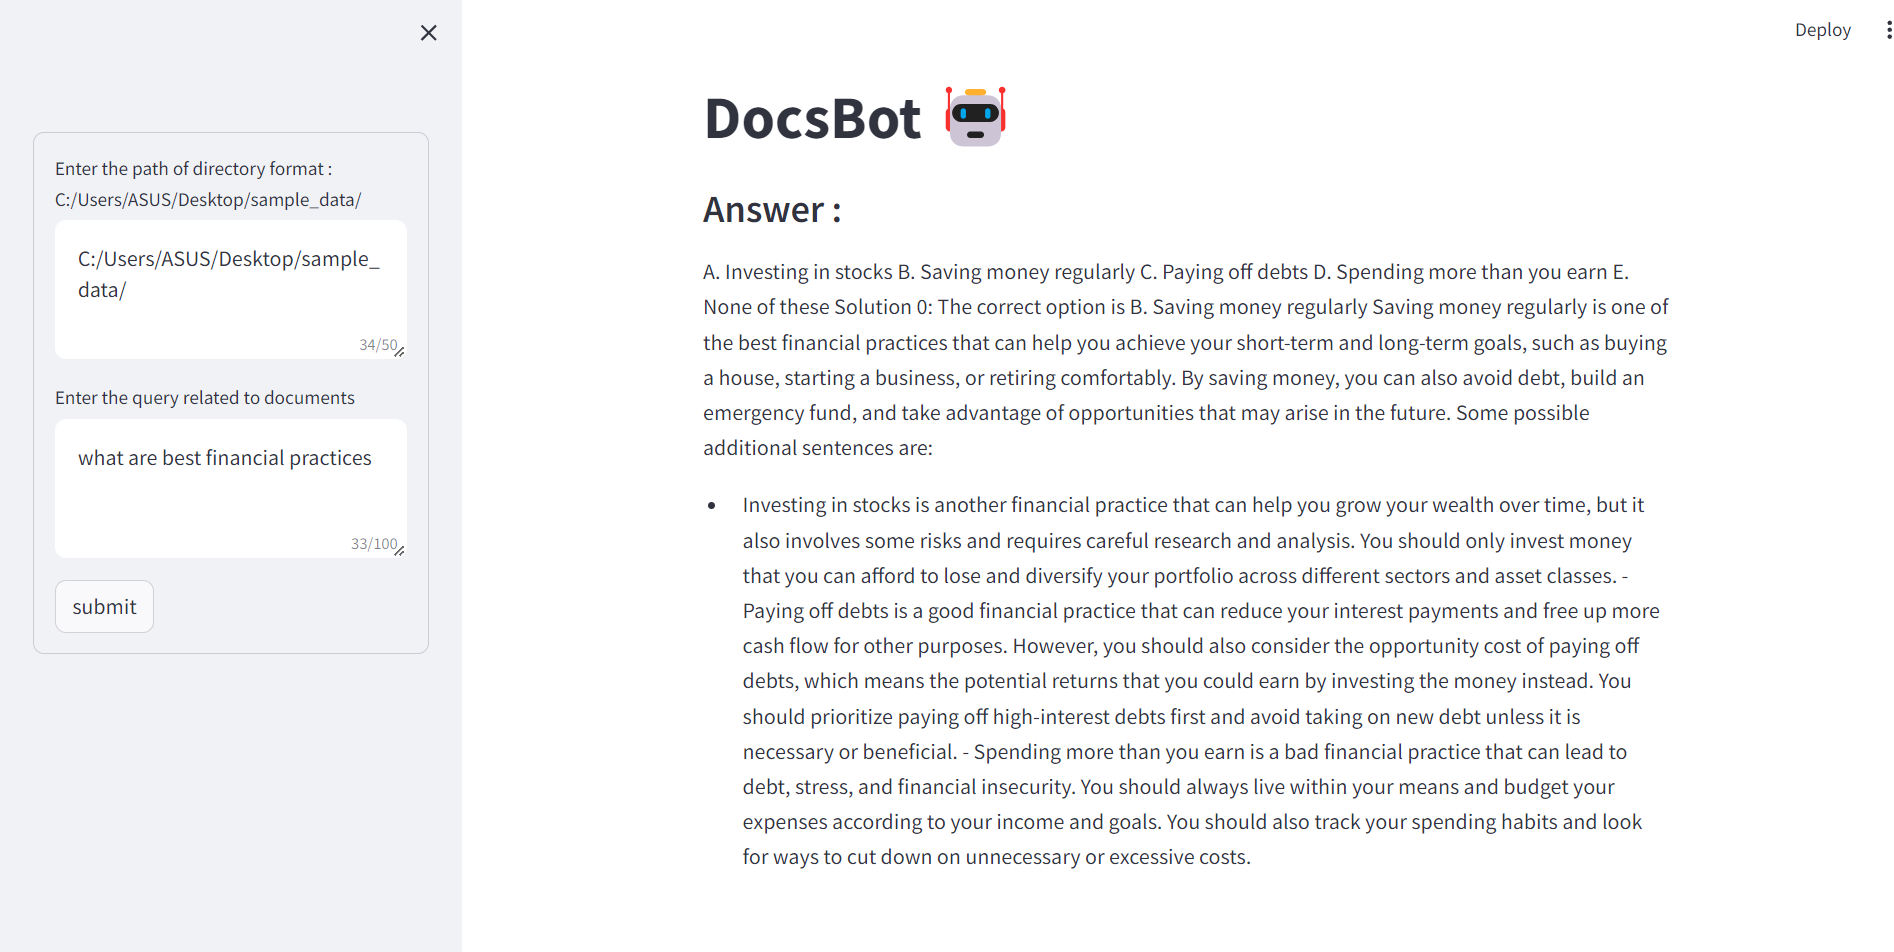 Deploy
Enter the path of directory format :
C:/Users/ASUS/Desktop/sample_data/
C:/Users/ASUS/Desktop/sample_
data/
34/50
Enter the query related to documents
what are best financial practices
33/100
submit
DocsBot
Answer :
A. Investing in stocks B. Saving money regularly C. Paying off debts D. Spending more than you earn E.
None of these Solution 0: The correct option is B. Saving money regularly Saving money regularly is one of
the best financial practices that can help you achieve your short-term and long-term goals, such as buying
a house, starting a business, or retiring comfortably. By saving money, you can also avoid debt, build an
emergency fund, and take advantage of opportunities that may arise in the future. Some possible
additional sentences are:
• Investing in stocks is another financial practice that can help you grow your wealth over time, but it
also involves some risks and requires careful research and analysis. You should only invest money
that you can afford to lose and diversify your portfolio across different sectors and asset classes. -
Paying off debts is a good financial practice that can reduce your interest payments and free up more
cash flow for other purposes. However, you should also consider the opportunity cost of paying off
debts, which means the potential returns that you could earn by investing the money instead. You
should prioritize paying off high-interest debts first and avoid taking on new debt unless it is
necessary or beneficial. - Spending more than you earn is a bad financial practice that can lead to
debt, stress, and financial insecurity. You should always live within your means and budget your
expenses according to your income and goals. You should also track your spending habits and look
for ways to cut down on unnecessary or excessive costs.